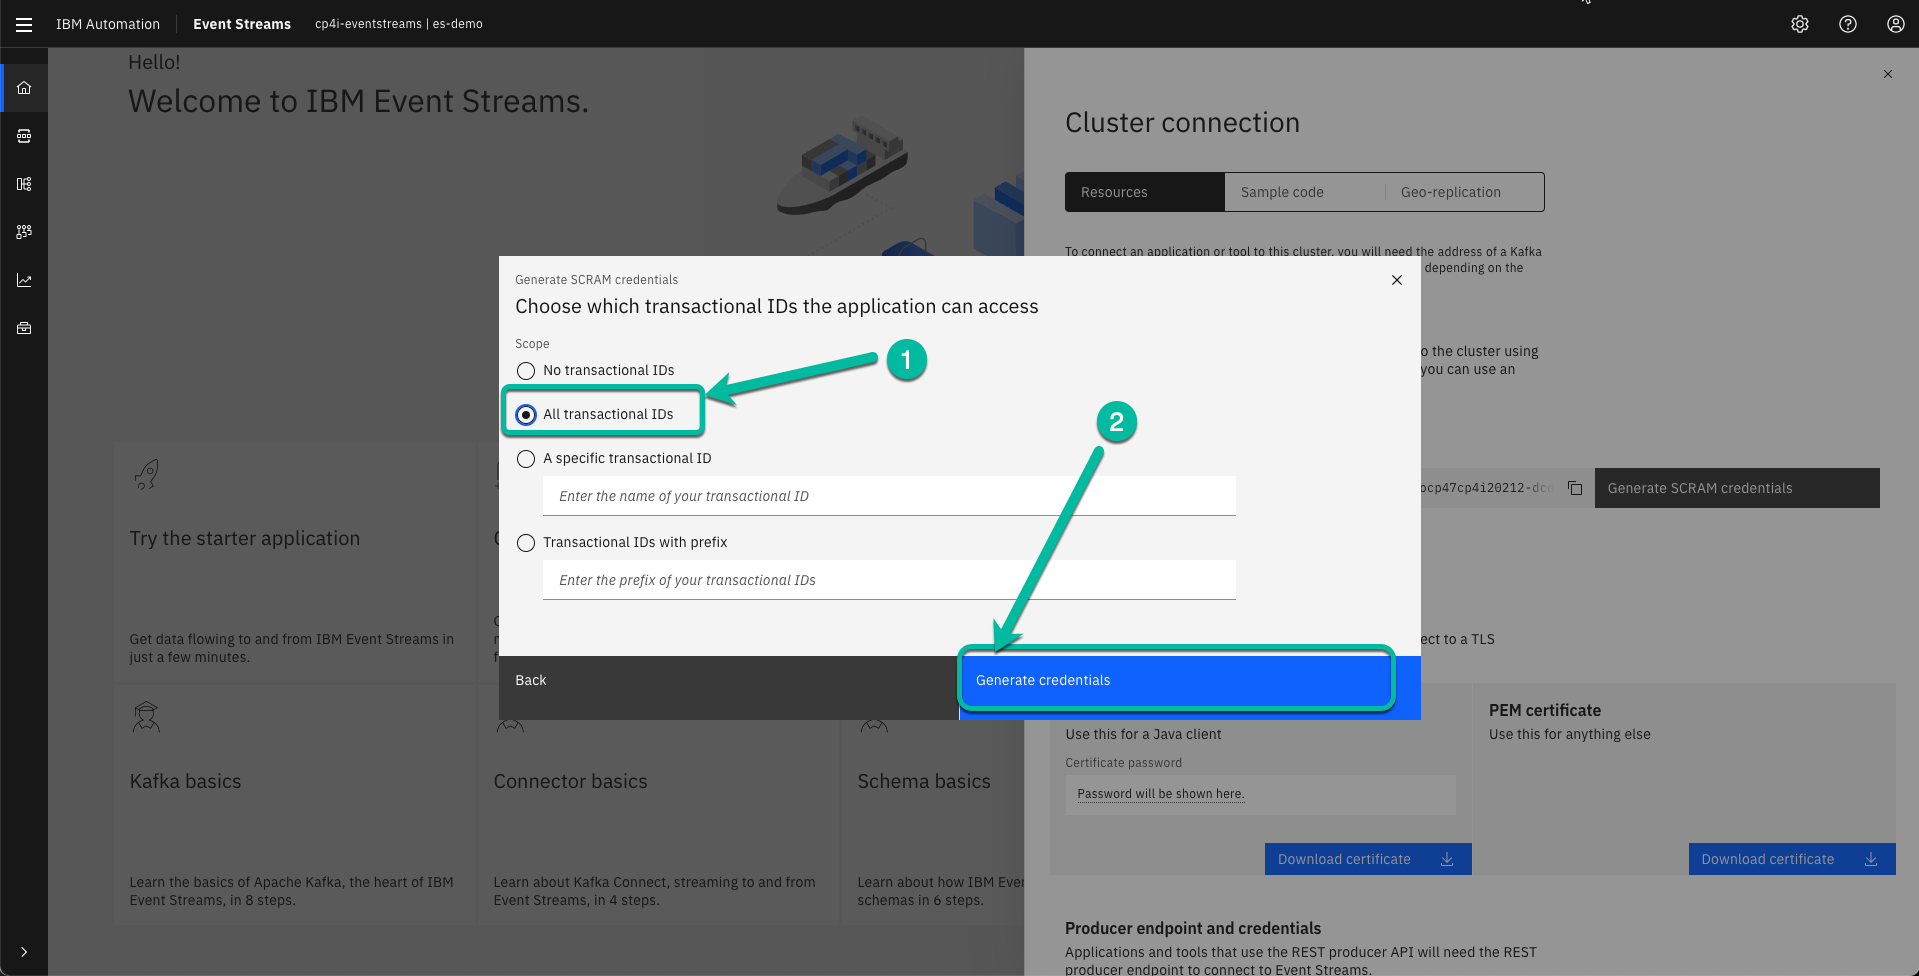 IBM Automation
Event Streams
cp4i-eventstreams | es-demo
Hello!
Welcome to IBM Event Streams.
Cluster connection
Resources
Sample code
Geo-replication
To connect an application or tool to this cluster, you will need the address of a Kafka
depending on the
Generate SCRAM credentials
Choose which transactional IDs the application can access
Scope
No transactional IDs
1
All transactional IDs
2
A specific transactional ID
Enter the name of your transactional ID
Transactional IDs with prefix
Enter the prefix of your transactional IDs
Back
Generate credentials
o the cluster using
you can use an
ocp47cp4i20212-dc
Generate SCRAM credentials
ect to a TLS
Try the starter application
Get data flowing to and from IBM Event Streams in
just a few minutes.
Kafka basics
Learn the basics of Apache Kafka, the heart of IBM
Event Streams, in 8 steps.
Connector basics
Learn about Kafka Connect, streaming to and from
Event Streams, in 4 steps.
Schema basics
Learn about how IBM Eve
schemas in 6 steps.
Use this for a Java client
Certificate password
Password will be shown here.
Download certificate
PEM certificate
Use this for anything else
Download certificate
Producer endpoint and credentials
Applications and tools that use the REST producer API will need the REST
producer endpoint to connect to Event Streams.